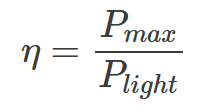 η = P_max / P_light